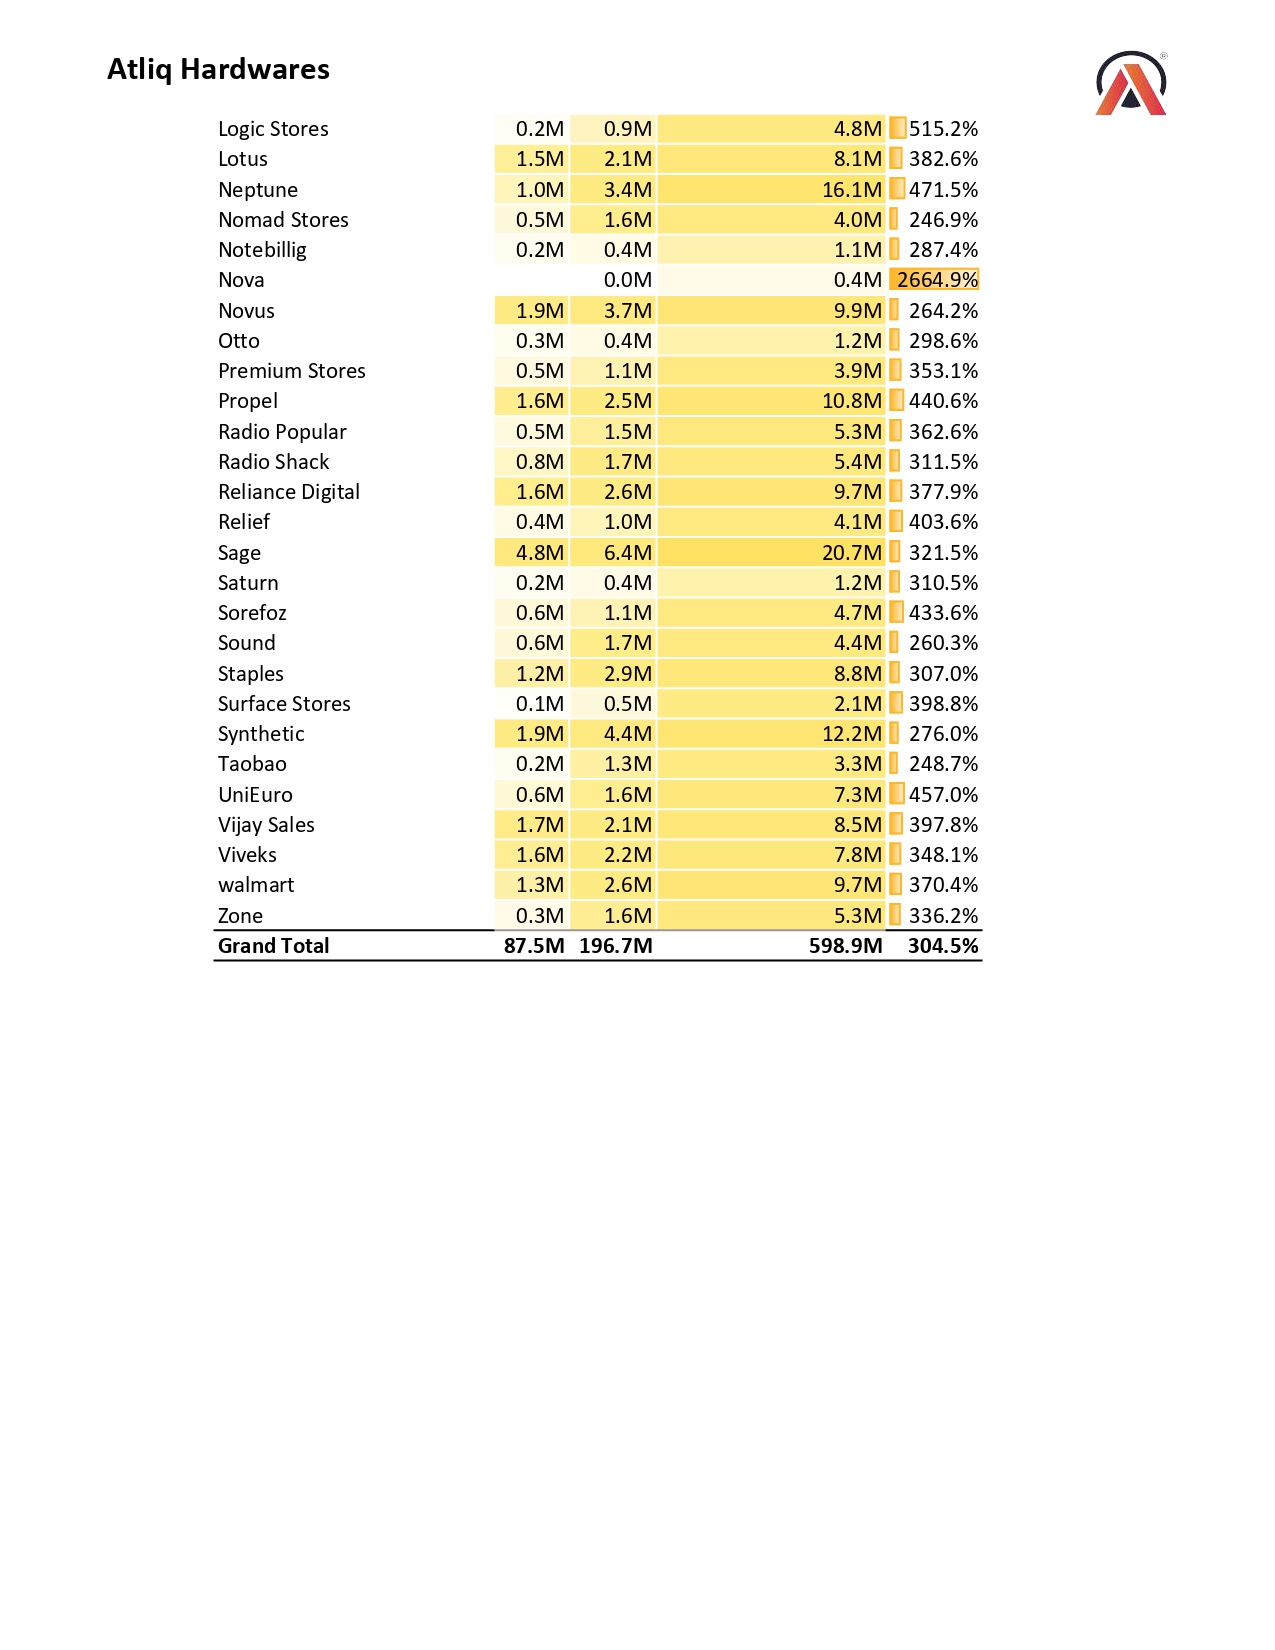 Atliq Hardwares
®
Logic Stores 0.2M 0.9M 4.8M 515.2%
Lotus 1.5M 2.1M 8.1M 382.6%
Neptune 1.0M 3.4M 16.1M 471.5%
Nomad Stores 0.5M 1.6M 4.0M 246.9%
Notebillig 0.2M 0.4M 1.1M 287.4%
Nova 0.0M 0.4M 2664.9%
Novus 1.9M 3.7M 9.9M 264.2%
Otto 0.3M 0.4M 1.2M 298.6%
Premium Stores 0.5M 1.1M 3.9M 353.1%
Propel 1.6M 2.5M 10.8M 440.6%
Radio Popular 0.5M 1.5M 5.3M 362.6%
Radio Shack 0.8M 1.7M 5.4M 311.5%
Reliance Digital 1.6M 2.6M 9.7M 377.9%
Relief 0.4M 1.0M 4.1M 403.6%
Sage 4.8M 6.4M 20.7M 321.5%
Saturn 0.2M 0.4M 1.2M 310.5%
Sorefoz 0.6M 1.1M 4.7M 433.6%
Sound 0.6M 1.7M 4.4M 260.3%
Staples 1.2M 2.9M 8.8M 307.0%
Surface Stores 0.1M 0.5M 2.1M 398.8%
Synthetic 1.9M 4.4M 12.2M 276.0%
Taobao 0.2M 1.3M 3.3M 248.7%
UniEuro 0.6M 1.6M 7.3M 457.0%
Vijay Sales 1.7M 2.1M 8.5M 397.8%
Viveks 1.6M 2.2M 7.8M 348.1%
walmart 1.3M 2.6M 9.7M 370.4%
Zone 0.3M 1.6M 5.3M 336.2%
Grand Total 87.5M 196.7M 598.9M 304.5%